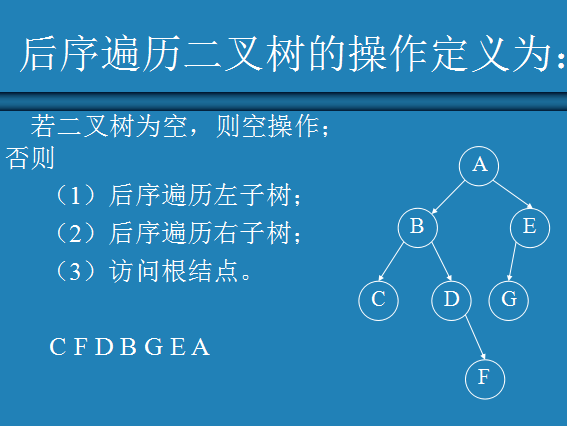 后序遍历二叉树的操作定义为：
若二叉树为空，则空操作；
否则
（1）后序遍历左子树；
（2）后序遍历右子树；
（3）访问根结点。
C F D B G E A
A
B
E
C
D
G
F